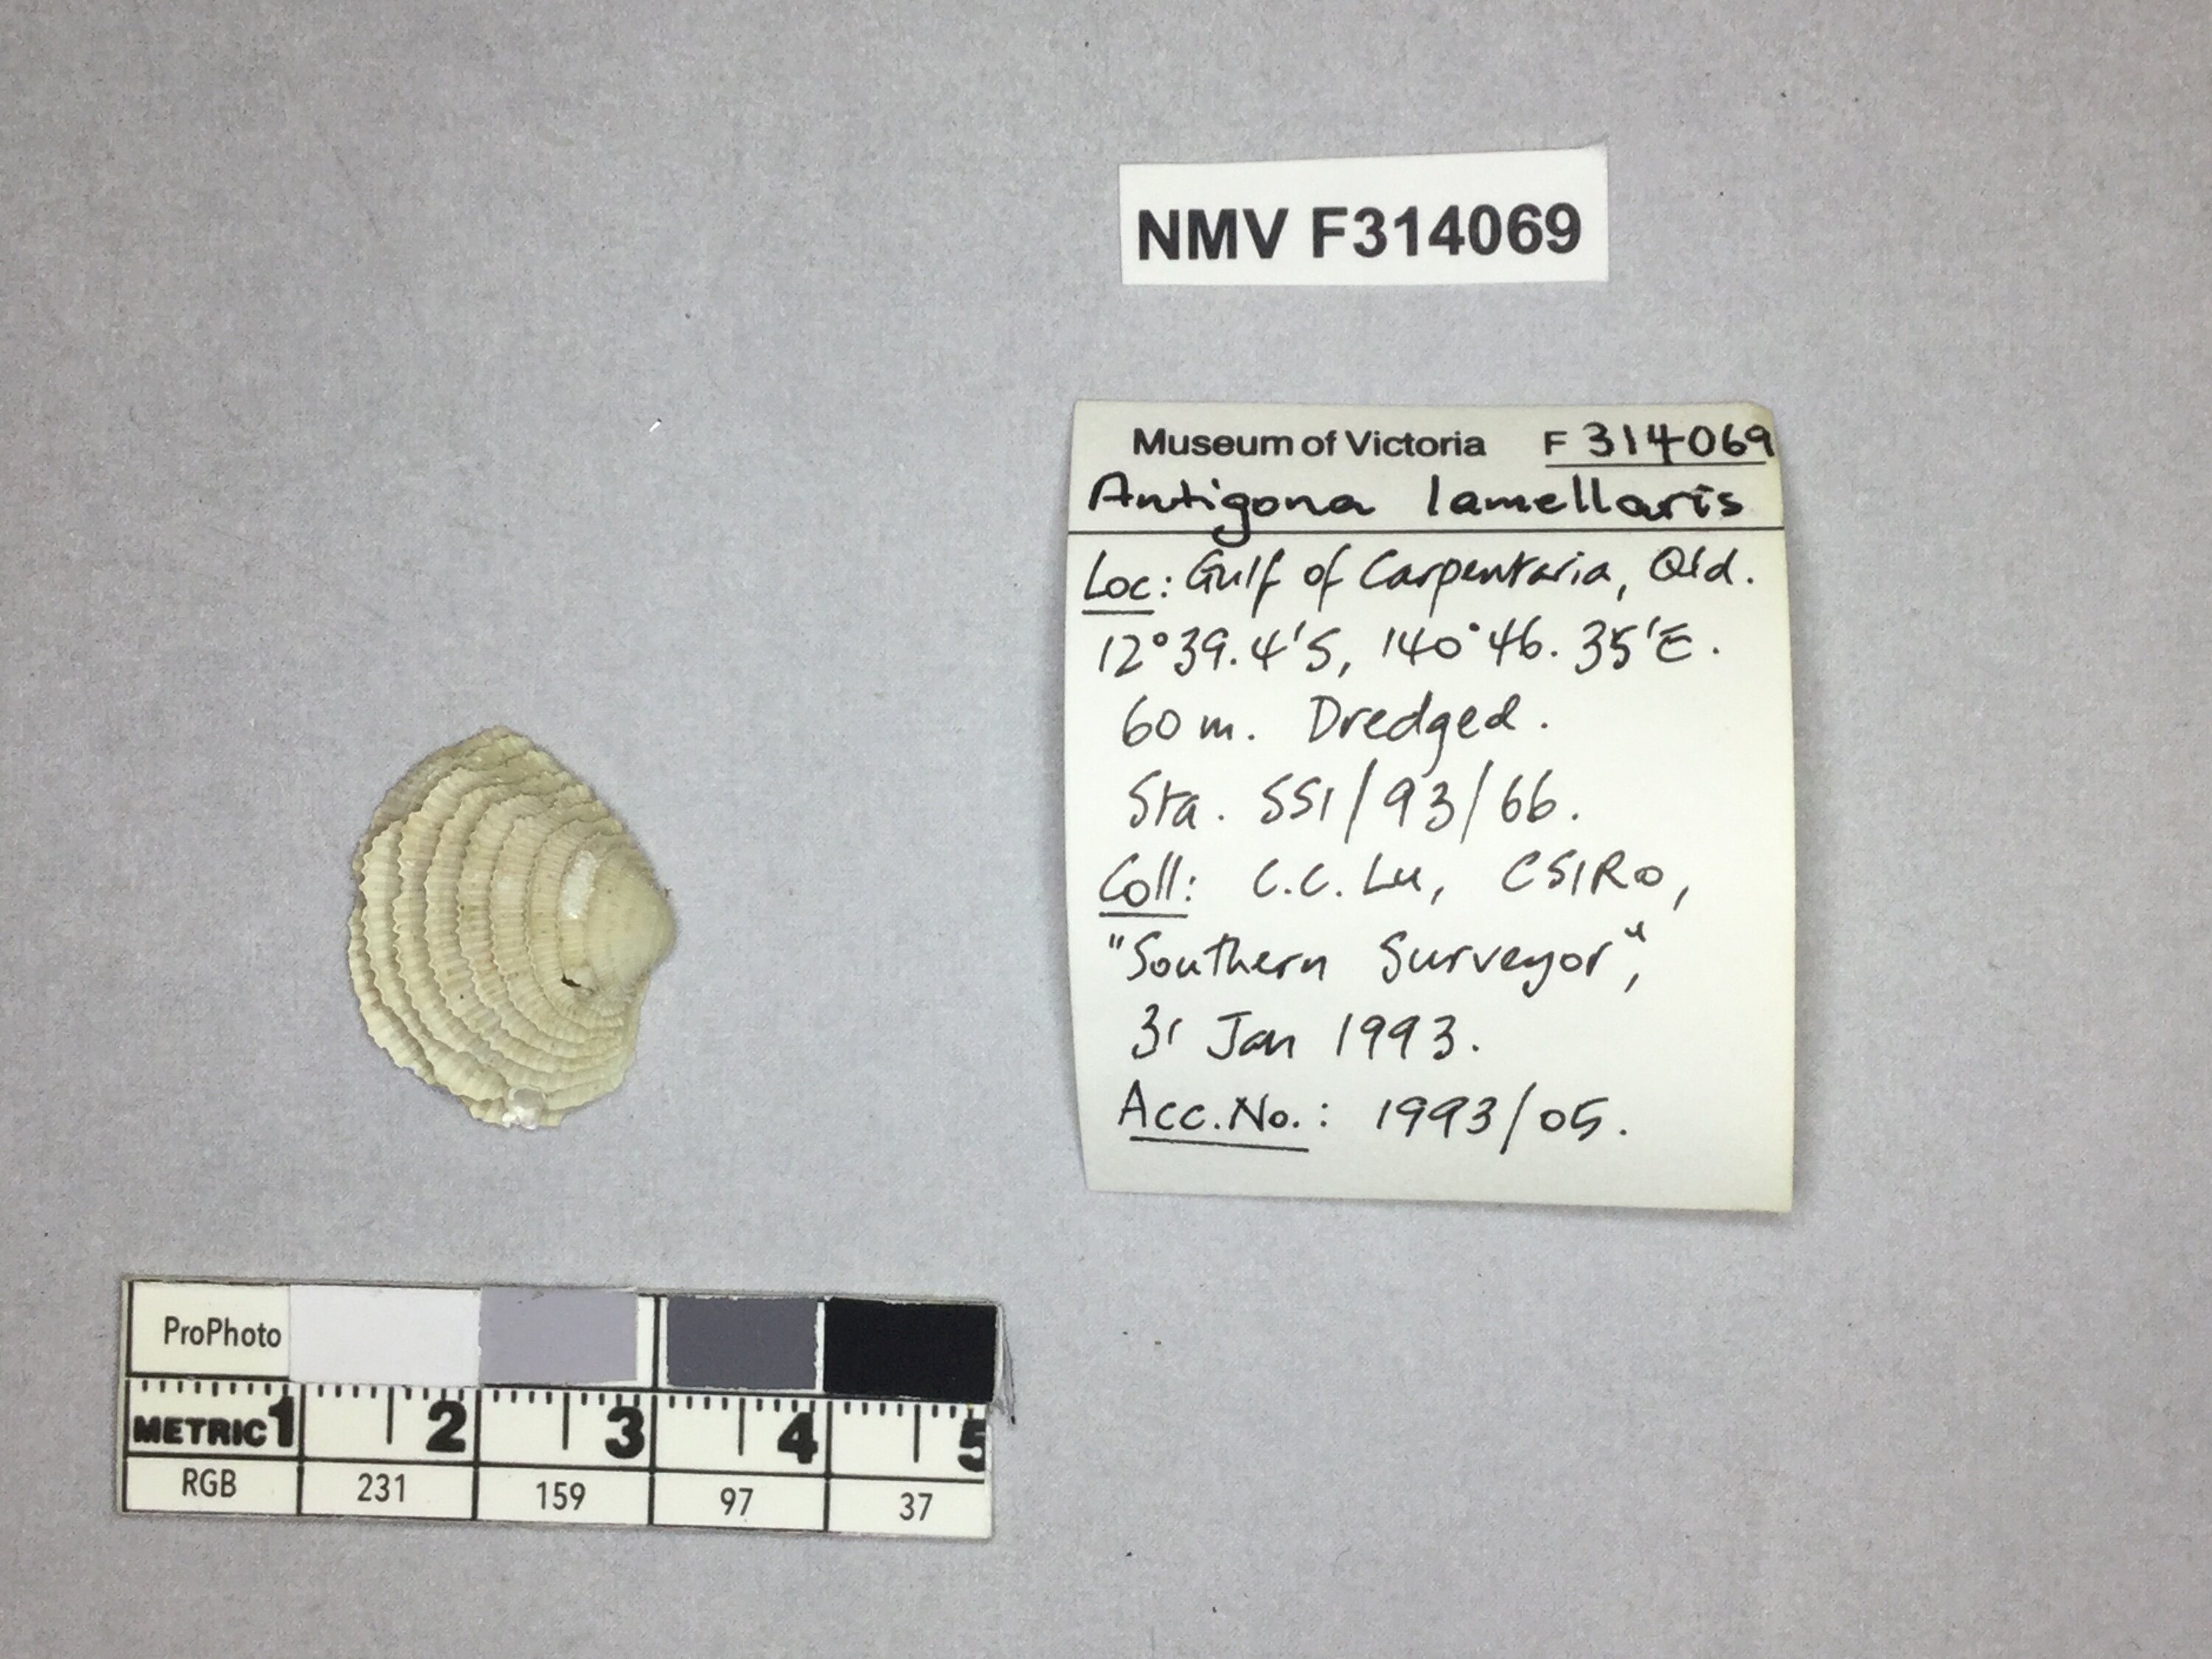 NMV F314069
Museum of Victoria F 314069
Antigona lamellaris
Loc: Gulf of Carpentaria, Qld.
12°39.4'S, 140°46.35'E.
60 m. Dredged.
Sta. SS1/93/66.
Coll: C.C. Lu, CSIRO,
"Southern Surveyor",
31 Jan 1993.
Acc.No.: 1993/05.
ProPhoto
METRIC 1 2 3 4 5
RGB 231 159 97 37